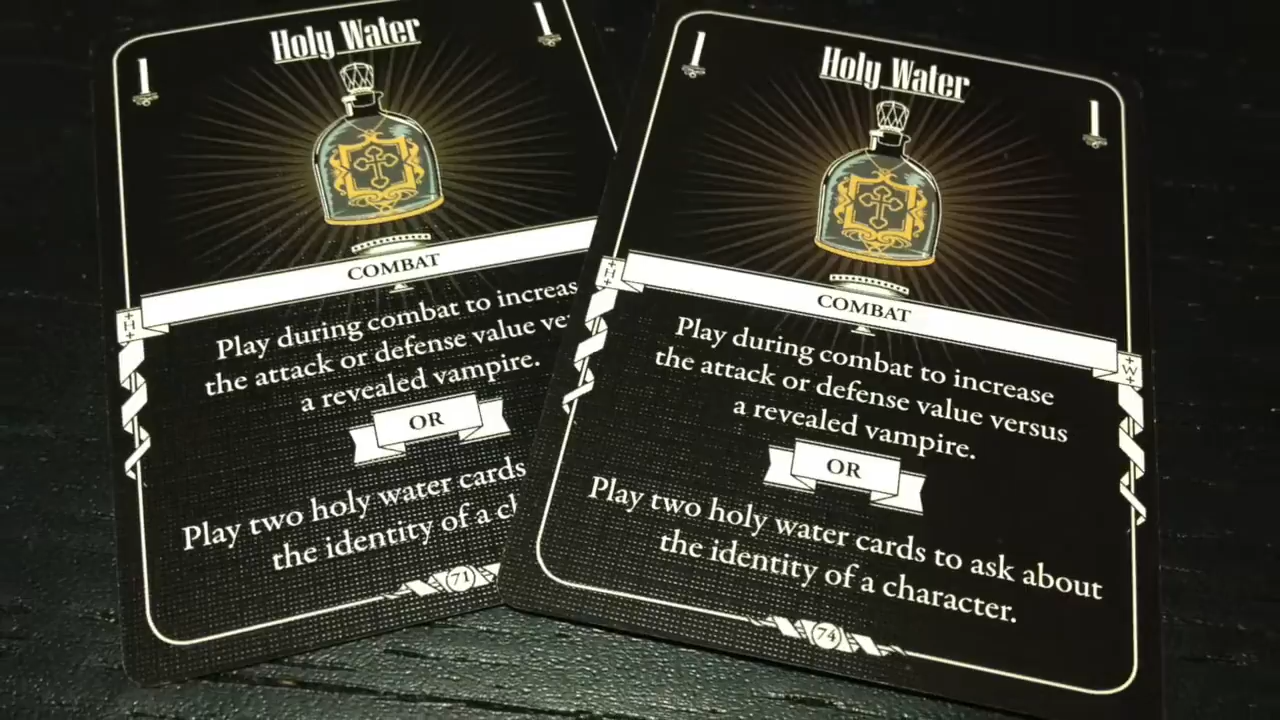 Holy Water
COMBAT
+H+
Play during combat to increas
the attack or defense value ve
a revealed vampire.
OR
Play two holy water cards
the identity of a c
71
Holy Water
COMBAT
+H+
+W+
Play during combat to increase
the attack or defense value versus
a revealed vampire.
OR
Play two holy water cards to ask about
the identity of a character.
74